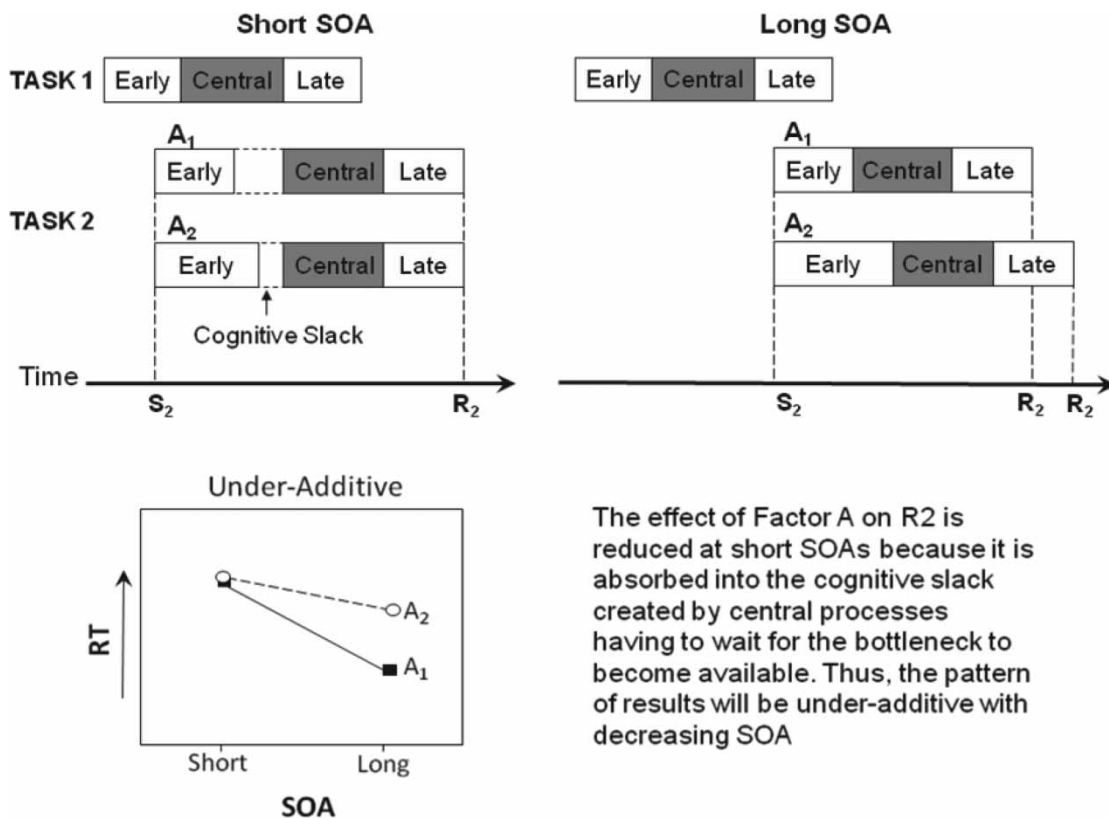 Short SOA
Long SOA
TASK 1
Early Central Late
Early Central Late
A1
Early Central Late
A1
Early Central Late
TASK 2
A2
Early Central Late
A2
Early Central Late
Cognitive Slack
Time
S2 R2
S2 R2 R2
Under-Additive
RT
A2
A1
Short Long
SOA
The effect of Factor A on R2 is
reduced at short SOAs because it is
absorbed into the cognitive slack
created by central processes
having to wait for the bottleneck to
become available. Thus, the pattern
of results will be under-additive with
decreasing SOA